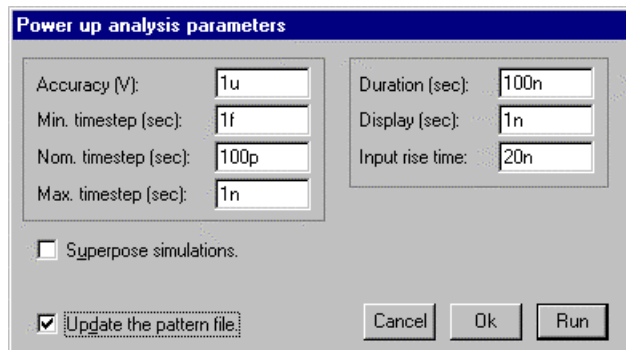 Power up analysis parameters
Accuracy (V): 1u
Min. timestep (sec): 1f
Nom. timestep (sec): 100p
Max. timestep (sec): 1n
Duration (sec): 100n
Display (sec): 1n
Input rise time: 20n
Superpose simulations.
Update the pattern file.
Cancel Ok Run